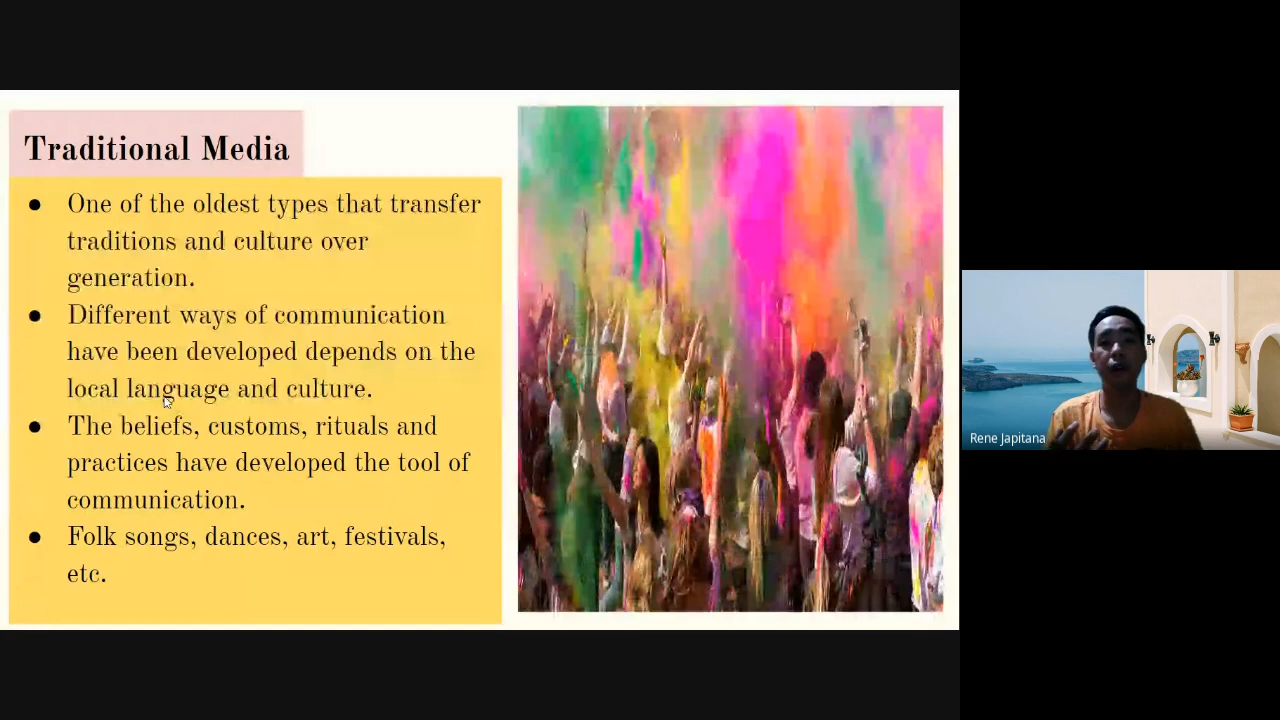 Traditional Media
● One of the oldest types that transfer
traditions and culture over
generation.
● Different ways of communication
have been developed depends on the
local language and culture.
● The beliefs, customs, rituals and
practices have developed the tool of
communication.
● Folk songs, dances, art, festivals,
etc.
Rene Japitana